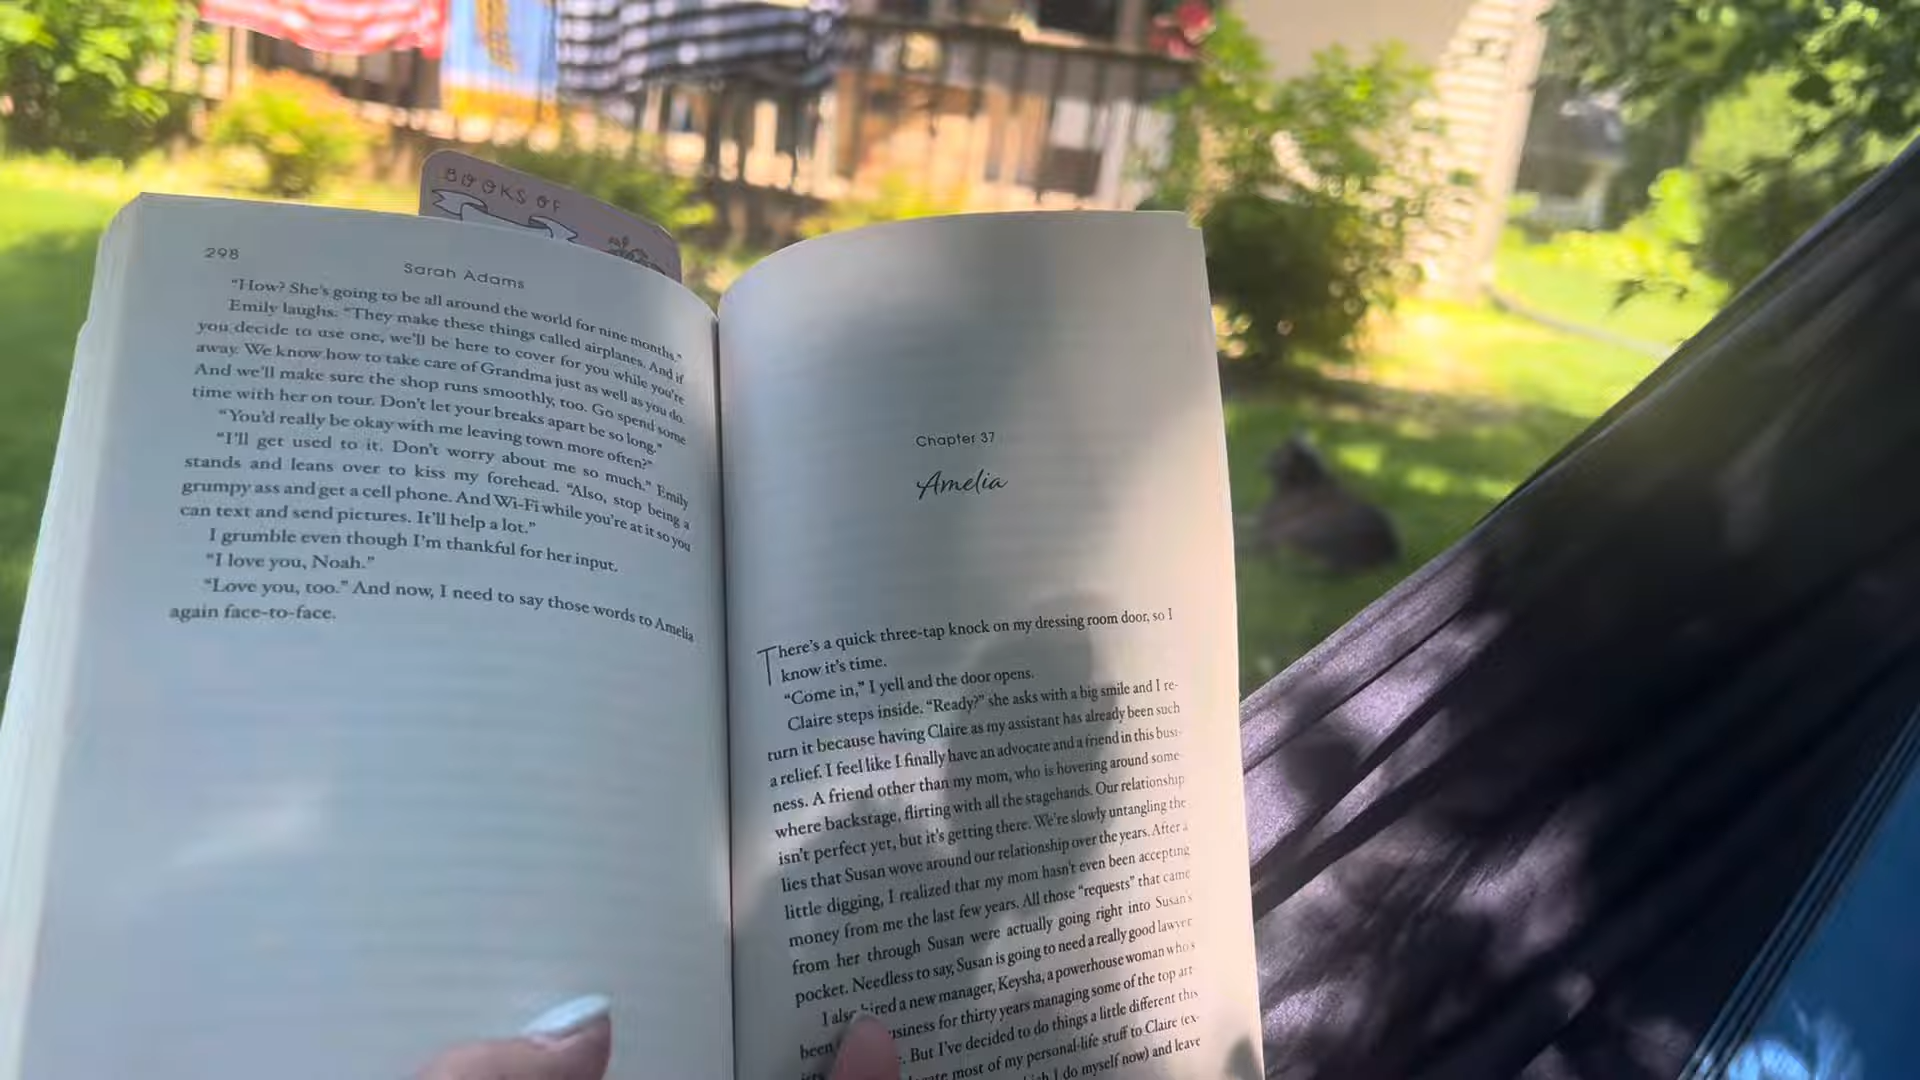 BOOKS OF
298
Sarah Adams
“How? She’s going to be all around the world for nine months.”
Emily laughs. “They make these things called airplanes. And if
you decide to use one, we’ll be here to cover for you while you’re
away. We know how to take care of Grandma just as well as you do.
And we’ll make sure the shop runs smoothly, too. Go spend some
time with her on tour. Don’t let your breaks apart be so long.”
“You’d really be okay with me leaving town more often?”
“I’ll get used to it. Don’t worry about me so much.” Emily
stands and leans over to kiss my forehead. “Also, stop being a
grumpy ass and get a cell phone. And Wi-Fi while you’re at it so you
can text and send pictures. It’ll help a lot.”
I grumble even though I’m thankful for her input.
“I love you, Noah.”
“Love you, too.” And now, I need to say those words to Amelia
again face-to-face.
Chapter 37
Amelia
There’s a quick three-tap knock on my dressing room door, so I
know it’s time.
“Come in,” I yell and the door opens.
Claire steps inside. “Ready?” she asks with a big smile and I re-
turn it because having Claire as my assistant has already been such
a relief. I feel like I finally have an advocate and a friend in this busi-
ness. A friend other than my mom, who is hovering around some-
where backstage, flirting with all the stagehands. Our relationship
isn’t perfect yet, but it’s getting there. We’re slowly untangling the
lies that Susan wove around our relationship over the years. After a
little digging, I realized that my mom hasn’t even been accepting
money from me the last few years. All those “requests” that came
from her through Susan were actually going right into Susan’s
pocket. Needless to say, Susan is going to need a really good lawyer
I also hired a new manager, Keysha, a powerhouse woman who’s
been for thirty years managing some of the top art-
But I’ve decided to do things a little different this
most of my personal-life stuff to Claire (ex-
I do myself now) and leave